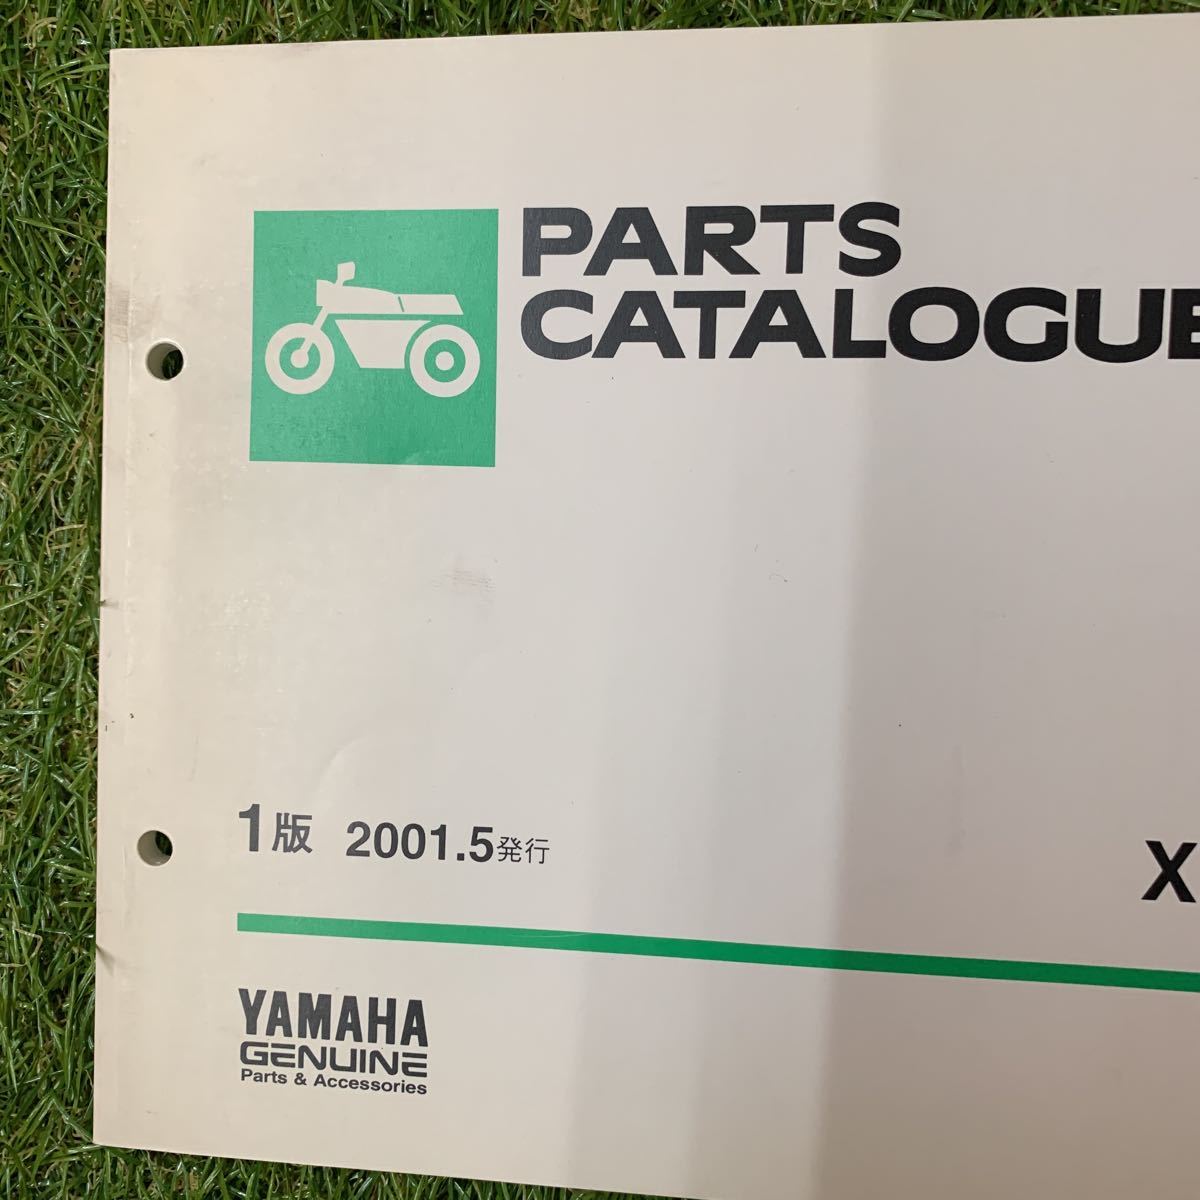 PARTS
CATALOGUE
1版 2001.5発行
X
YAMAHA
GENUINE
Parts & Accessories